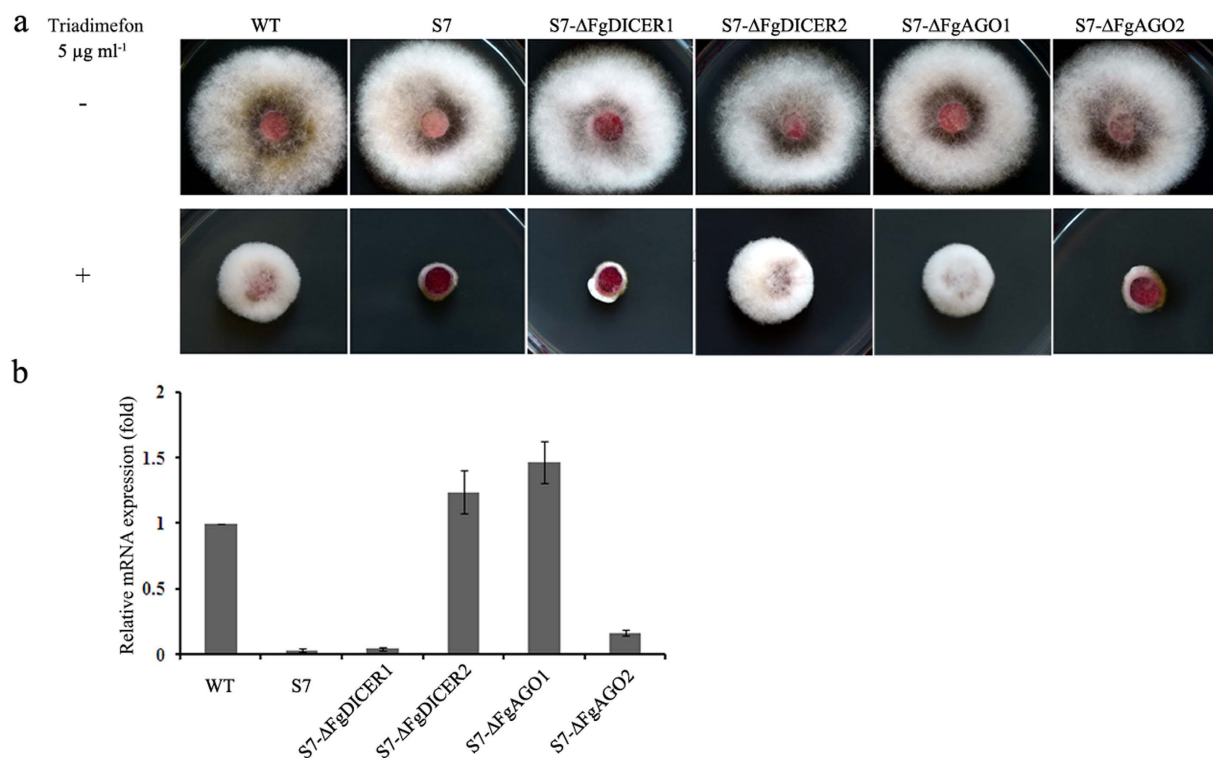 a
Triadimefon
5 µg ml-1
WT S7 S7-ΔFgDICER1 S7-ΔFgDICER2 S7-ΔFgAGO1 S7-ΔFgAGO2
-
+
b
Relative mRNA expression (fold)
2
1.5
1
0.5
0
WT S7 S7-ΔFgDICER1 S7-ΔFgDICER2 S7-ΔFgAGO1 S7-ΔFgAGO2